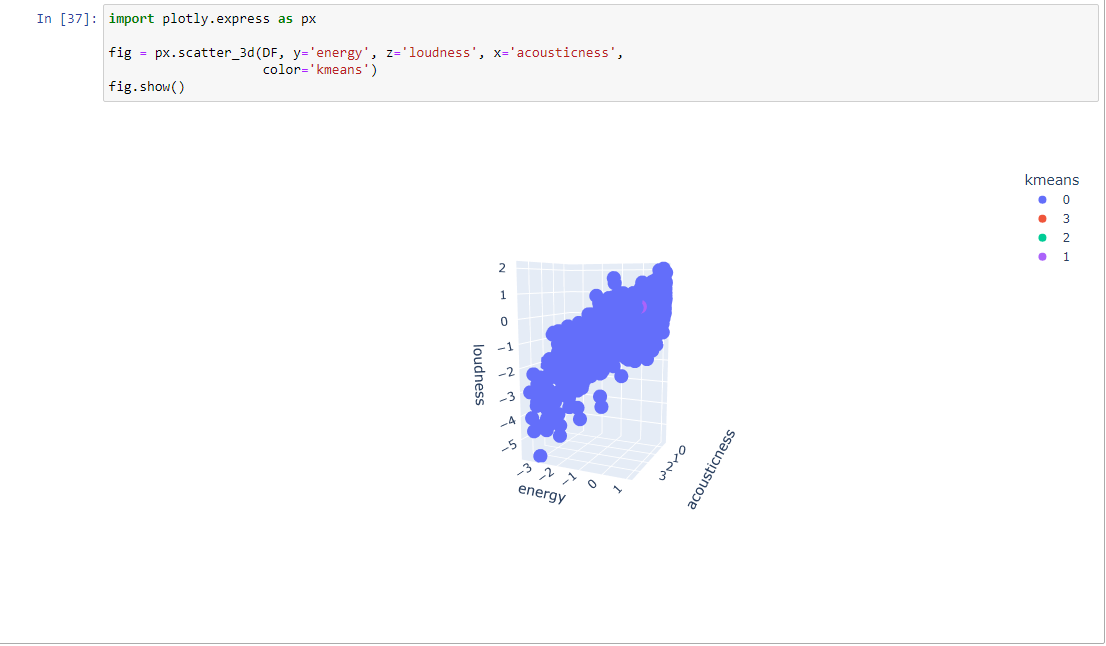 In [37]: import plotly.express as px
fig = px.scatter_3d(DF, y='energy', z='loudness', x='acousticness',
color='kmeans')
fig.show()
kmeans
0
3
2
1
2
1
0
−1
−2
−3
−4
−5
loudness
−3
−2
−1
0
1
energy
3
2
1
0
acousticness